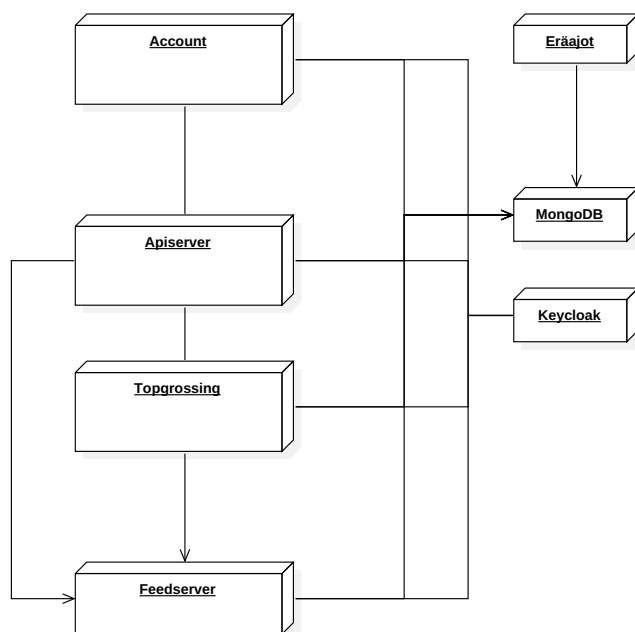 Account
Eräajot
MongoDB
Apiserver
Keycloak
Topgrossing
Feedserver